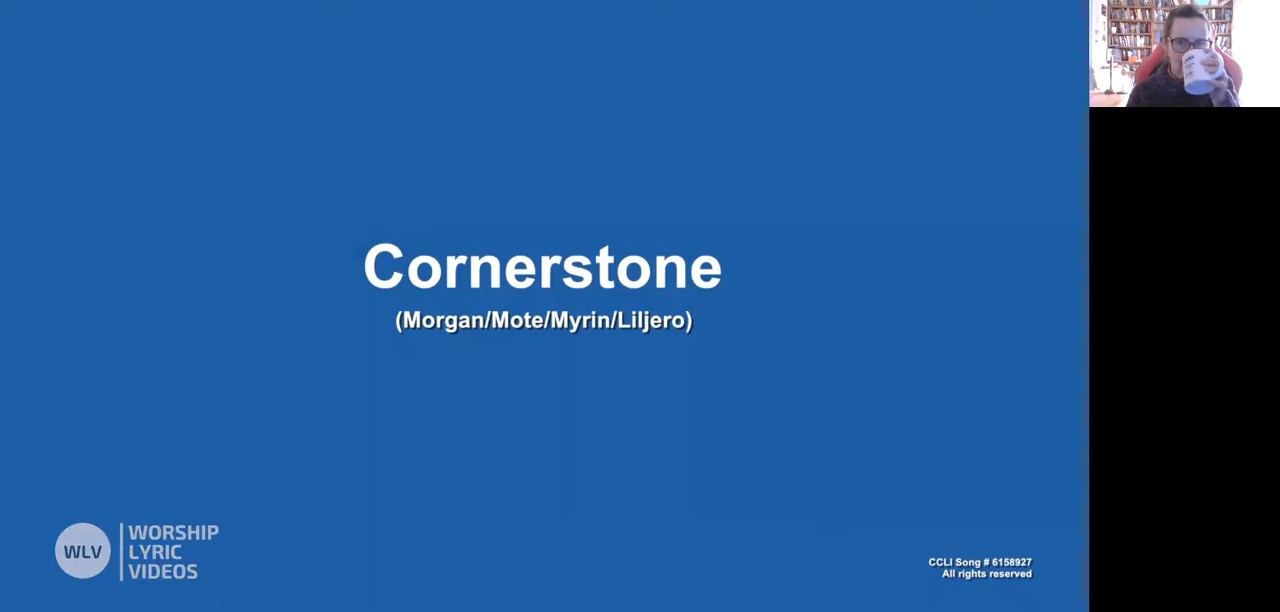 Cornerstone
(Morgan/Mote/Myrin/Liljero)
WLV
WORSHIP
LYRIC
VIDEOS
CCLI Song # 6158927
All rights reserved